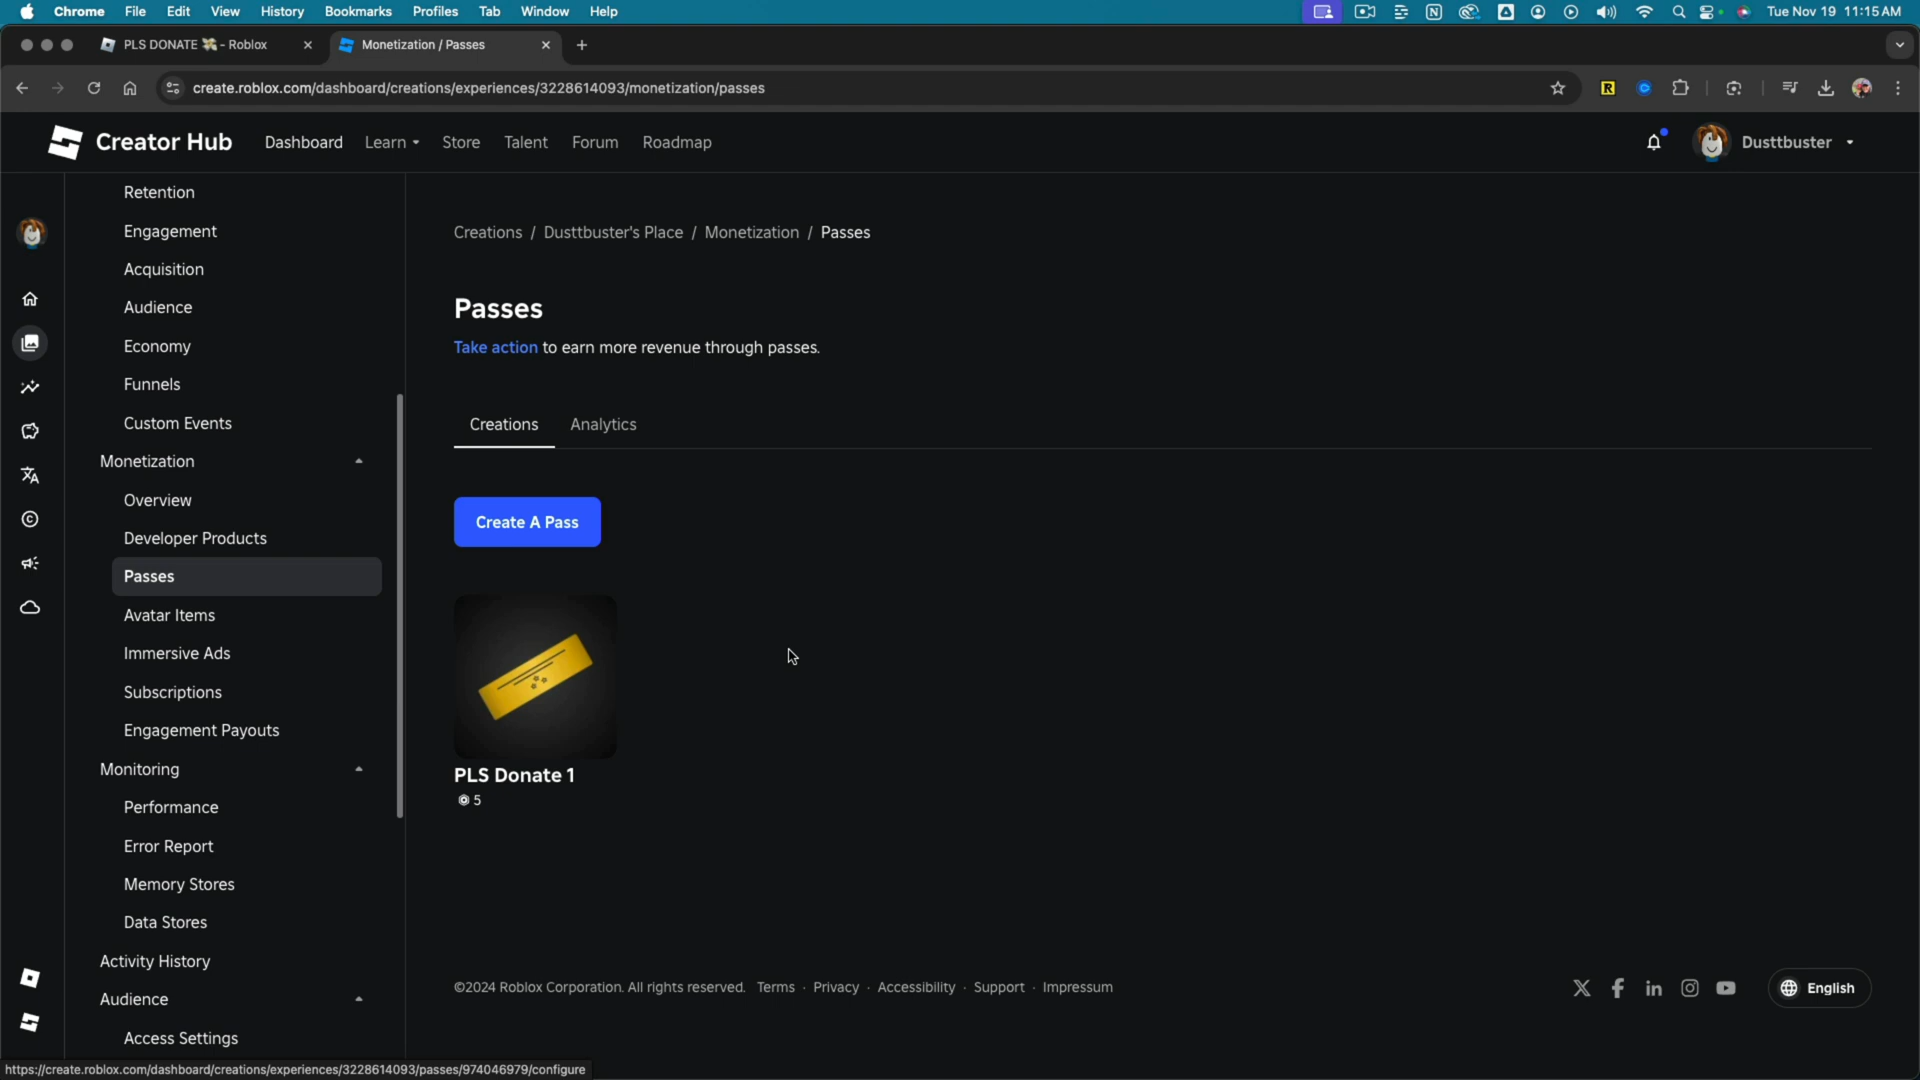 Chrome File Edit View History Bookmarks Profiles Tab Window Help Tue Nov 19 11:15 AM
PLS DONATE 💸 - Roblox Monetization / Passes
create.roblox.com/dashboard/creations/experiences/3228614093/monetization/passes
Creator Hub Dashboard Learn Store Talent Forum Roadmap Dusttbuster
Retention
Engagement
Acquisition
Audience
Economy
Funnels
Custom Events
Monetization
Overview
Developer Products
Passes
Avatar Items
Immersive Ads
Subscriptions
Engagement Payouts
Monitoring
Performance
Error Report
Memory Stores
Data Stores
Activity History
Audience
Access Settings
Creations / Dusttbuster's Place / Monetization / Passes
Passes
Take action to earn more revenue through passes.
Creations Analytics
Create A Pass
PLS Donate 1
5
©2024 Roblox Corporation. All rights reserved. Terms · Privacy · Accessibility · Support · Impressum
English
https://create.roblox.com/dashboard/creations/experiences/3228614093/passes/974046979/configure